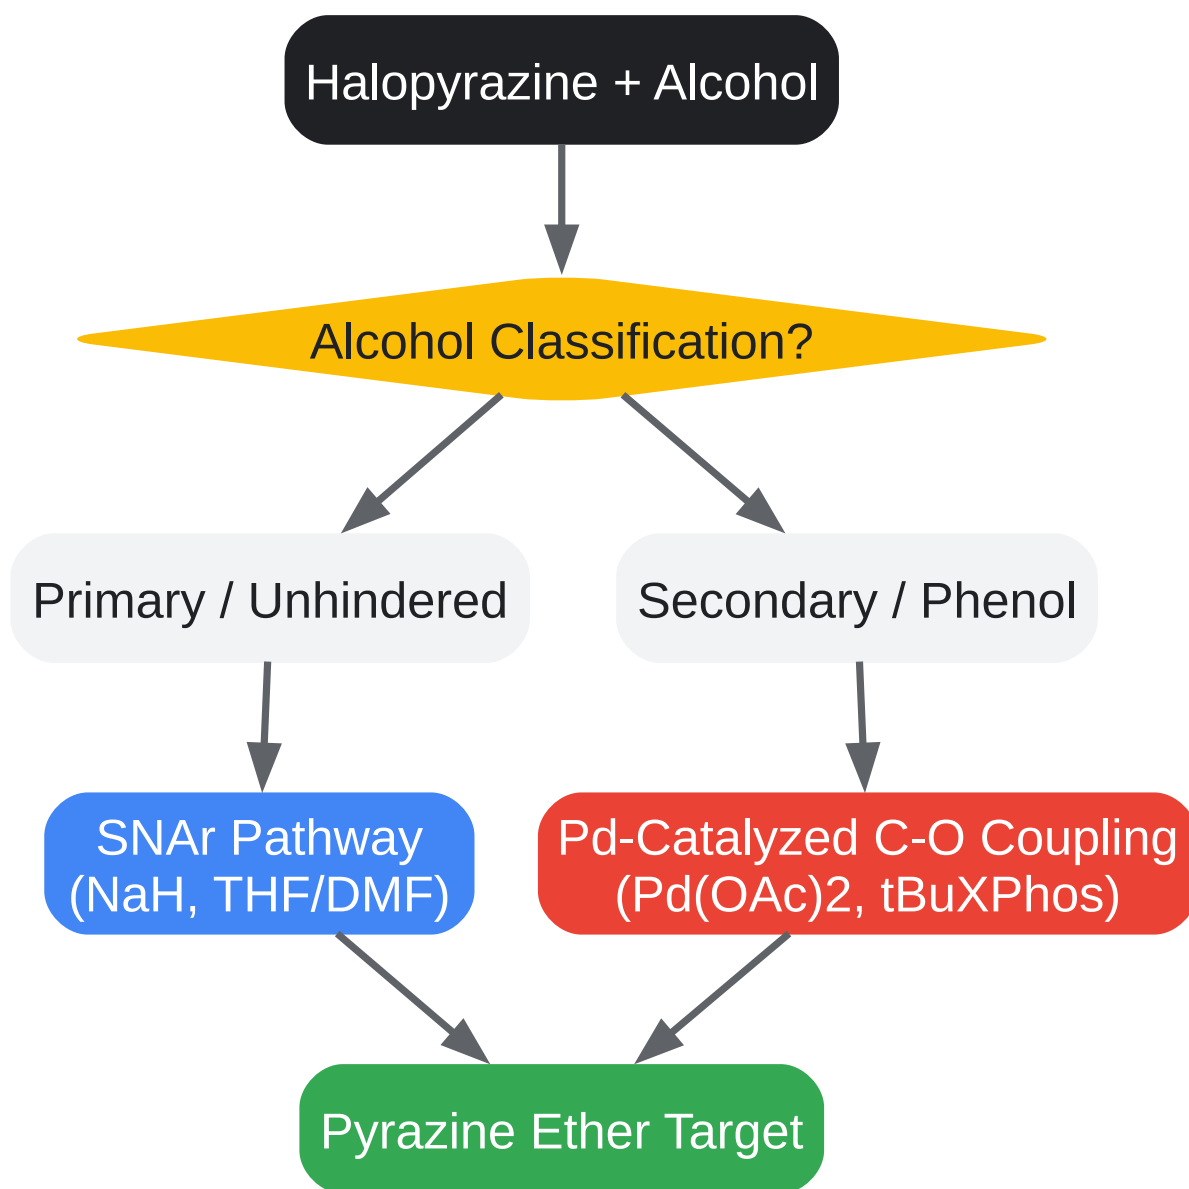 Halopyrazine + Alcohol
Alcohol Classification?
Primary / Unhindered
Secondary / Phenol
SNAr Pathway
(NaH, THF/DMF)
Pd-Catalyzed C-O Coupling
(Pd(OAc)2, tBuXPhos)
Pyrazine Ether Target